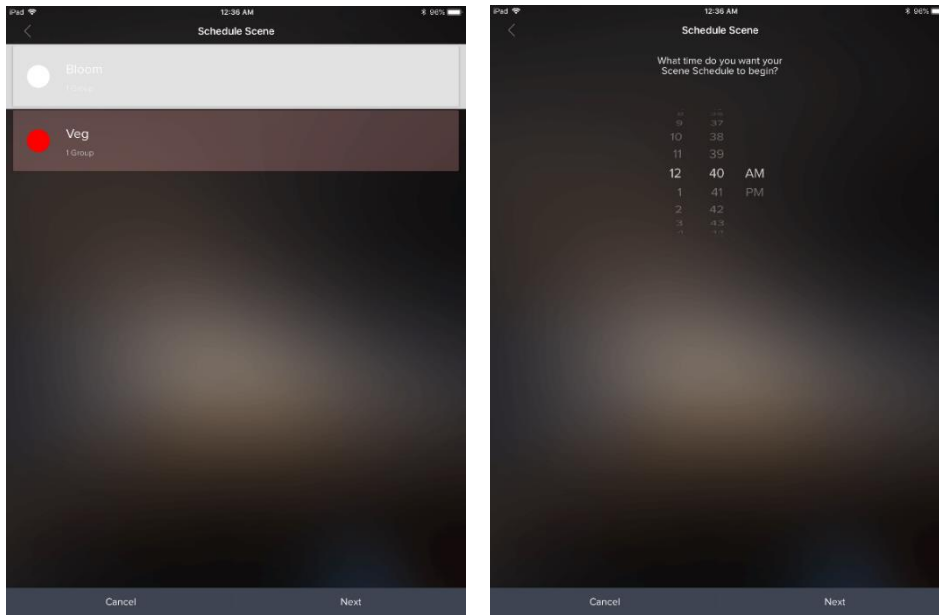 iPad 12:36 AM 96%
Schedule Scene
Bloom
1 Group
Veg
1 Group
Cancel Next
iPad 12:36 AM 96%
Schedule Scene
What time do you want your
Scene Schedule to begin?
9 37
10 38
11 39
12 40 AM
1 41 PM
2 42
3 43
Cancel Next